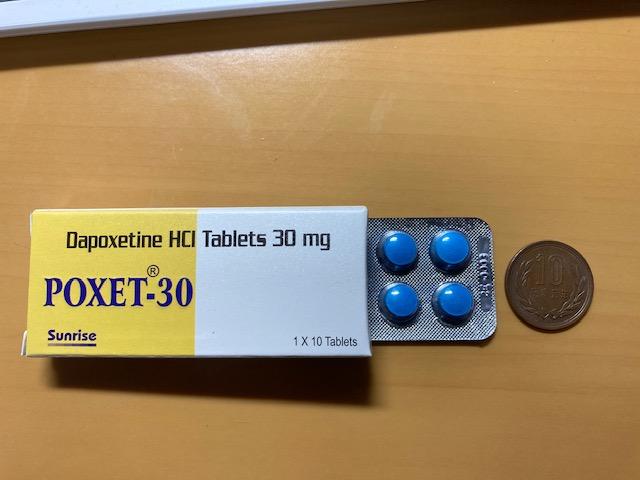 Dapoxetine HCl Tablets 30 mg
POXET®-30
Sunrise
1 X 10 Tablets
10